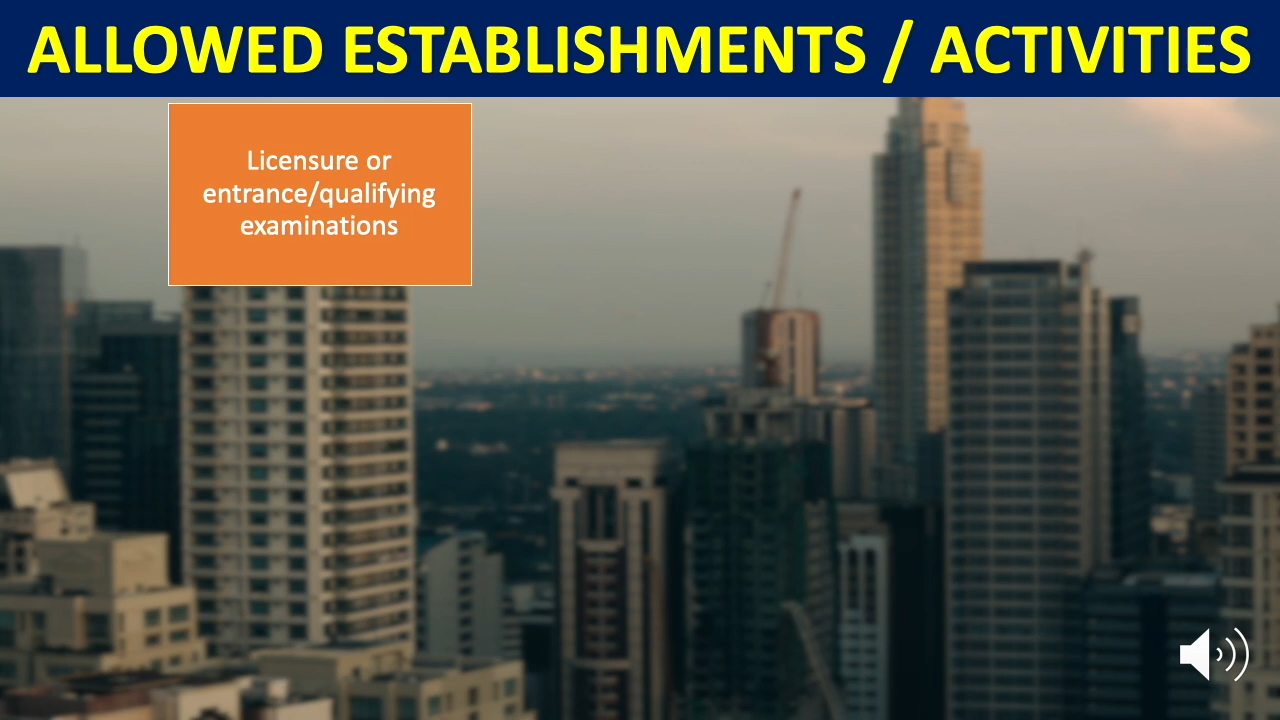 ALLOWED ESTABLISHMENTS / ACTIVITIES
Licensure or
entrance/qualifying
examinations